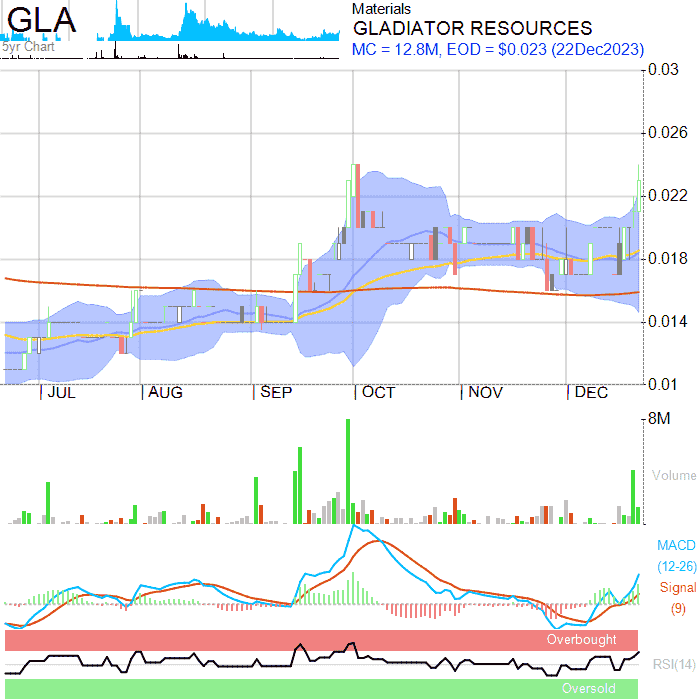 GLA
5yr Chart
Materials
GLADIATOR RESOURCES
MC = 12.8M, EOD = $0.023 (22Dec2023)
0.03
0.026
0.022
0.018
0.014
0.01
JUL AUG SEP OCT NOV DEC
8M
Volume
MACD
(12-26)
Signal
(9)
Overbought
RSI(14)
Oversold